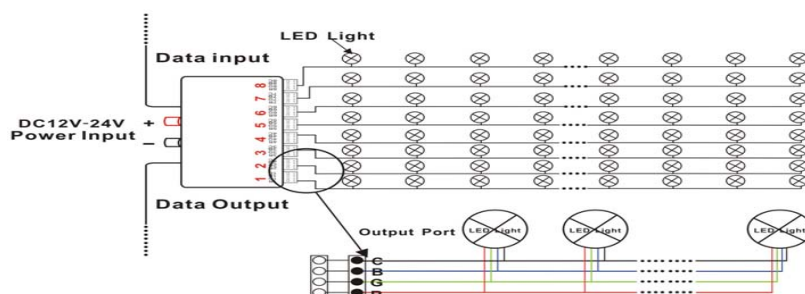 LED Light
Data input
DC12V-24V
Power Input
+
−
8
7
6
5
4
3
2
1
Data Output
Output Port
LED Light
LED Light
LED Light
C
B
G